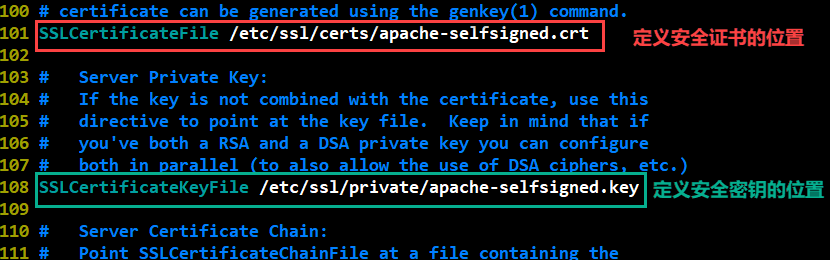 100 # certificate can be generated using the genkey(1) command.
101 SSLCertificateFile /etc/ssl/certs/apache-selfsigned.crt 定义安全证书的位置
102
103 #   Server Private Key:
104 #   If the key is not combined with the certificate, use this
105 #   directive to point at the key file.  Keep in mind that if
106 #   you've both a RSA and a DSA private key you can configure
107 #   both in parallel (to also allow the use of DSA ciphers, etc.)
108 SSLCertificateKeyFile /etc/ssl/private/apache-selfsigned.key 定义安全密钥的位置
109
110 #   Server Certificate Chain:
111 #   Point SSLCertificateChainFile at a file containing the